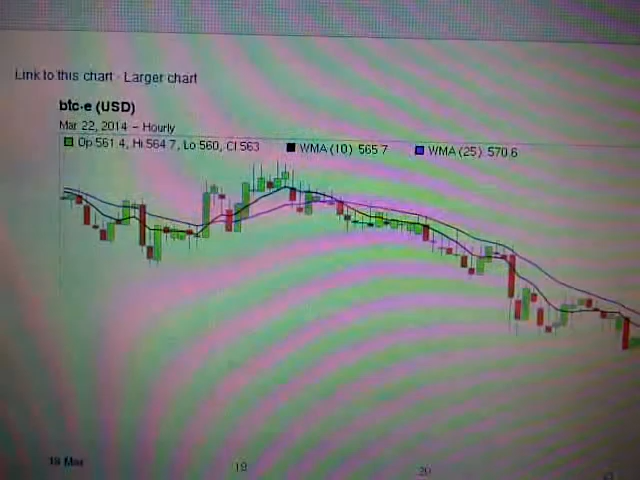 Link to this chart - Larger chart
btc-e (USD)
Mar 22, 2014 - Hourly
Op 561.4, Hi 564.7, Lo 560, Cl 563 WMA (10) 565.7 WMA (25) 570.6
19 20